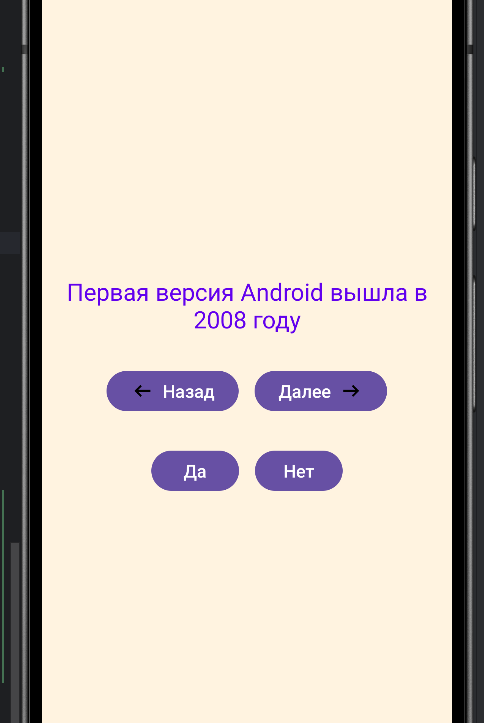 Первая версия Android вышла в
2008 году
Назад Далее
Да Нет